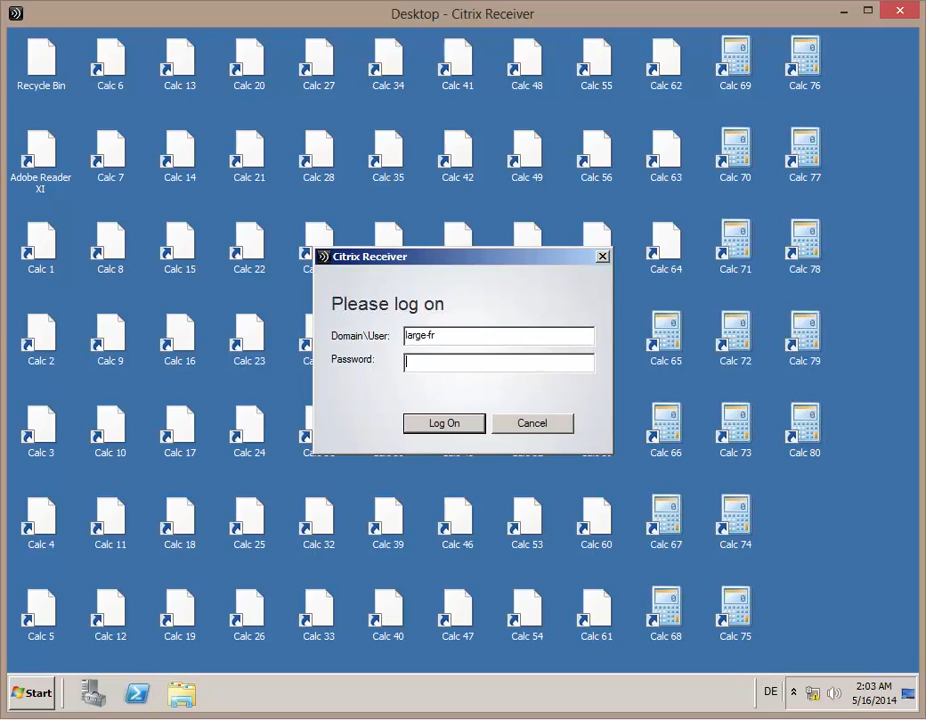 Desktop - Citrix Receiver
Recycle Bin
Calc 6
Calc 13
Calc 20
Calc 27
Calc 34
Calc 41
Calc 48
Calc 55
Calc 62
Calc 69
Calc 76
Adobe Reader
XI
Calc 7
Calc 14
Calc 21
Calc 28
Calc 35
Calc 42
Calc 49
Calc 56
Calc 63
Calc 70
Calc 77
Calc 1
Calc 8
Calc 15
Calc 22
Calc 64
Calc 71
Calc 78
Citrix Receiver
Please log on
Domain\User:
large-fr
Password:
Log On
Cancel
Calc 2
Calc 9
Calc 16
Calc 23
Calc 65
Calc 72
Calc 79
Calc 3
Calc 10
Calc 17
Calc 24
Calc 66
Calc 73
Calc 80
Calc 4
Calc 11
Calc 18
Calc 25
Calc 32
Calc 39
Calc 46
Calc 53
Calc 60
Calc 67
Calc 74
Calc 5
Calc 12
Calc 19
Calc 26
Calc 33
Calc 40
Calc 47
Calc 54
Calc 61
Calc 68
Calc 75
Start
DE
2:03 AM
5/16/2014